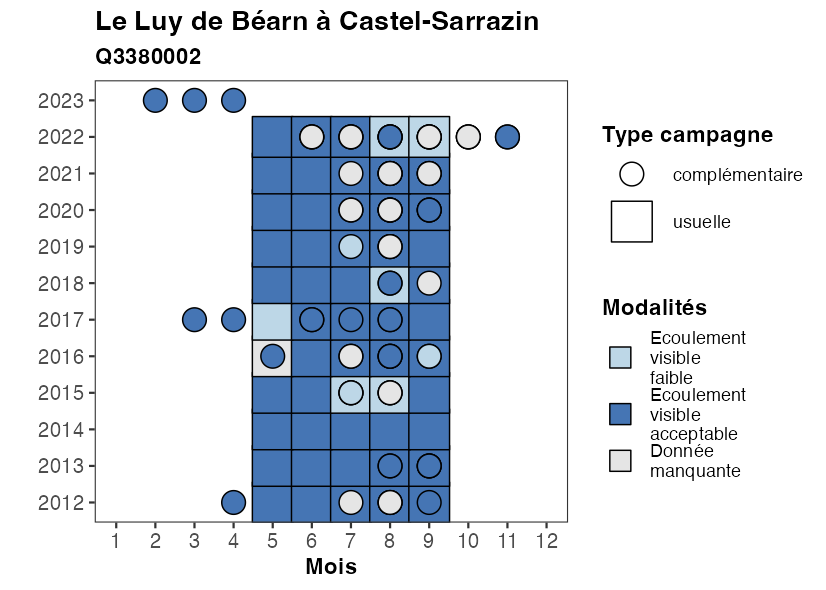 Le Luy de Béarn à Castel-Sarrazin
Q3380002
2023
2022
2021
2020
2019
2018
2017
2016
2015
2014
2013
2012
1 2 3 4 5 6 7 8 9 10 11 12
Mois
Type campagne
complémentaire
usuelle
Modalités
Ecoulement
visible
faible
Ecoulement
visible
acceptable
Donnée
manquante